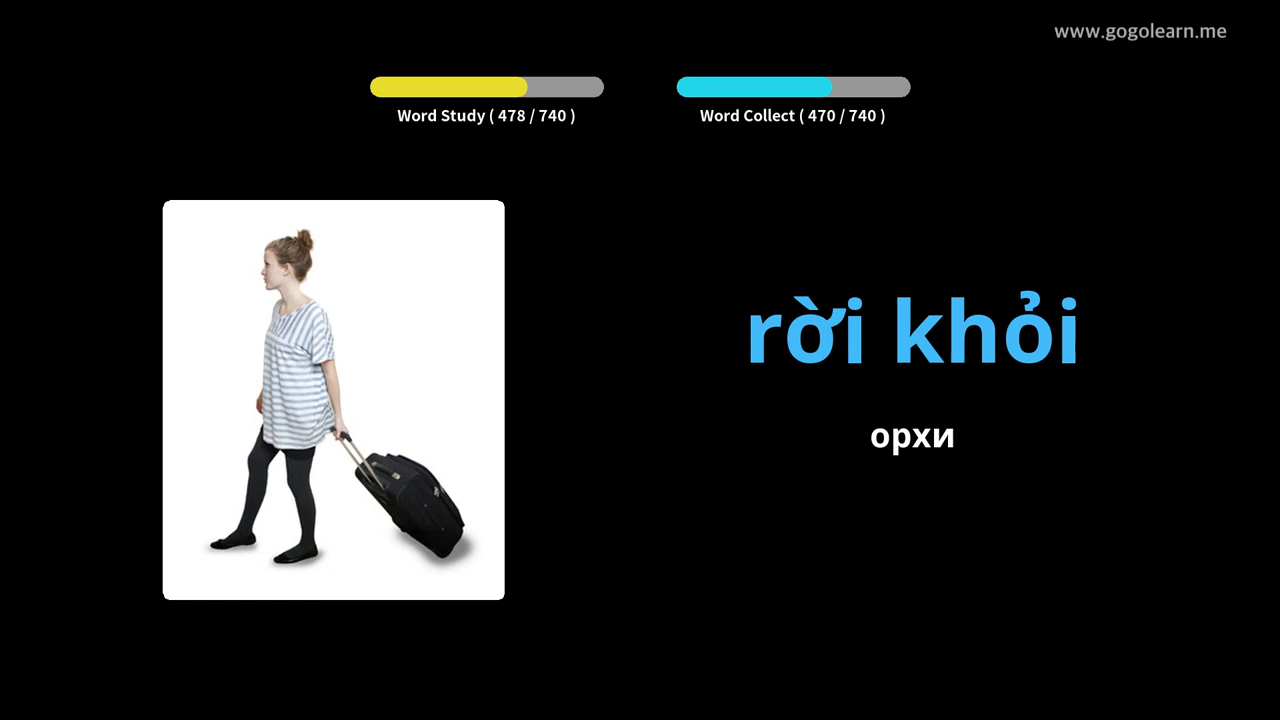 www.gogolearn.me
Word Study ( 478 / 740 )
Word Collect ( 470 / 740 )
rời khỏi
орхи